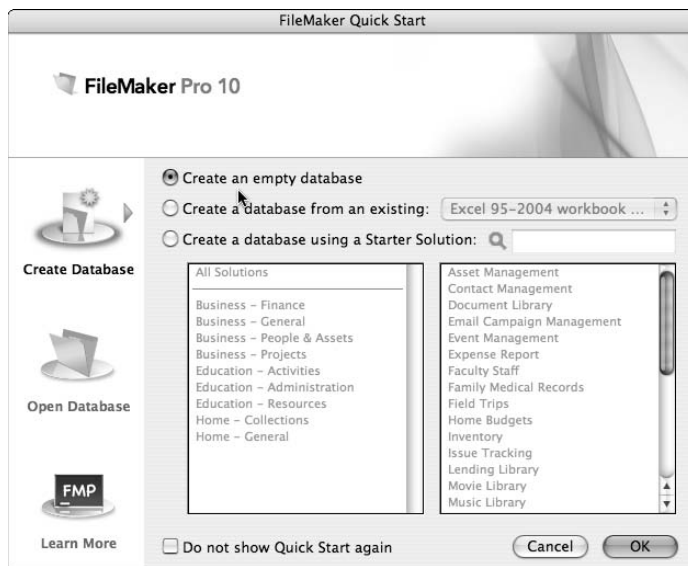 FileMaker Quick Start
FileMaker Pro 10
Create an empty database
Create a database from an existing: Excel 95-2004 workbook ...
Create a database using a Starter Solution:
Create Database
All Solutions
Business – Finance
Business – General
Business – People & Assets
Business – Projects
Education – Activities
Education – Administration
Education – Resources
Home – Collections
Home – General
Asset Management
Contact Management
Document Library
Email Campaign Management
Event Management
Expense Report
Faculty Staff
Family Medical Records
Field Trips
Home Budgets
Inventory
Issue Tracking
Lending Library
Movie Library
Music Library
Open Database
FMP
Learn More
Do not show Quick Start again
Cancel
OK